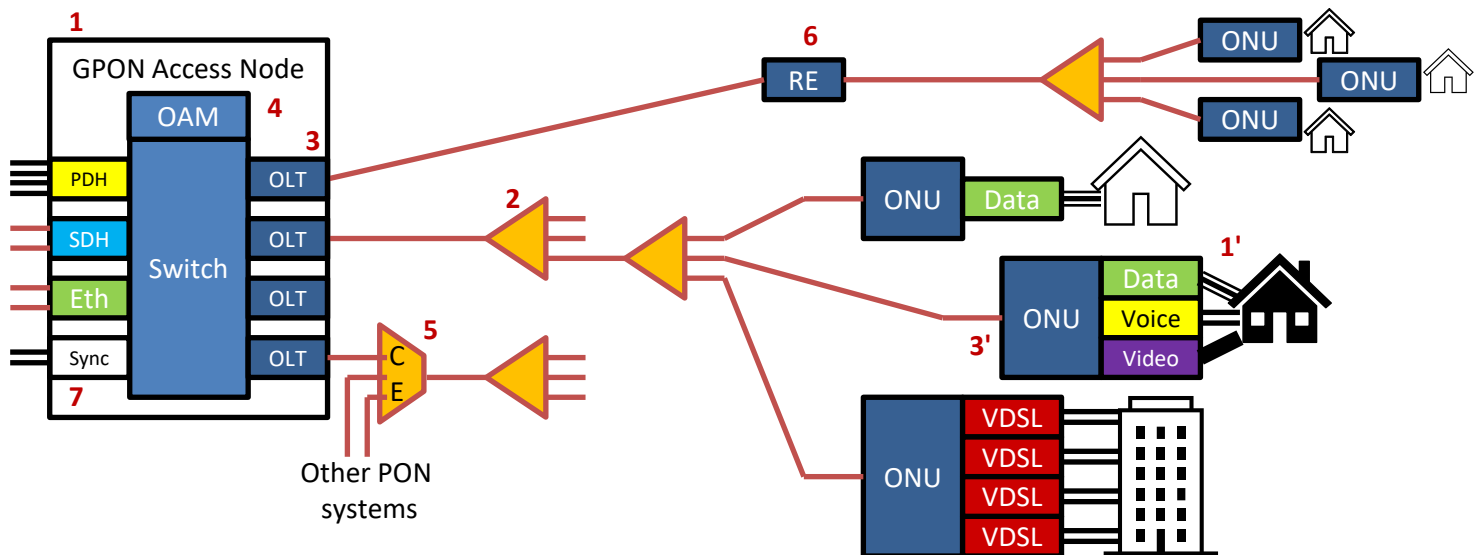 1
GPON Access Node
OAM
4
3
PDH
OLT
SDH
OLT
Switch
Eth
OLT
Sync
OLT
7
2
5
C
E
Other PON
systems
6
RE
ONU
ONU
ONU
ONU
Data
1'
ONU
Data
Voice
Video
3'
ONU
VDSL
VDSL
VDSL
VDSL